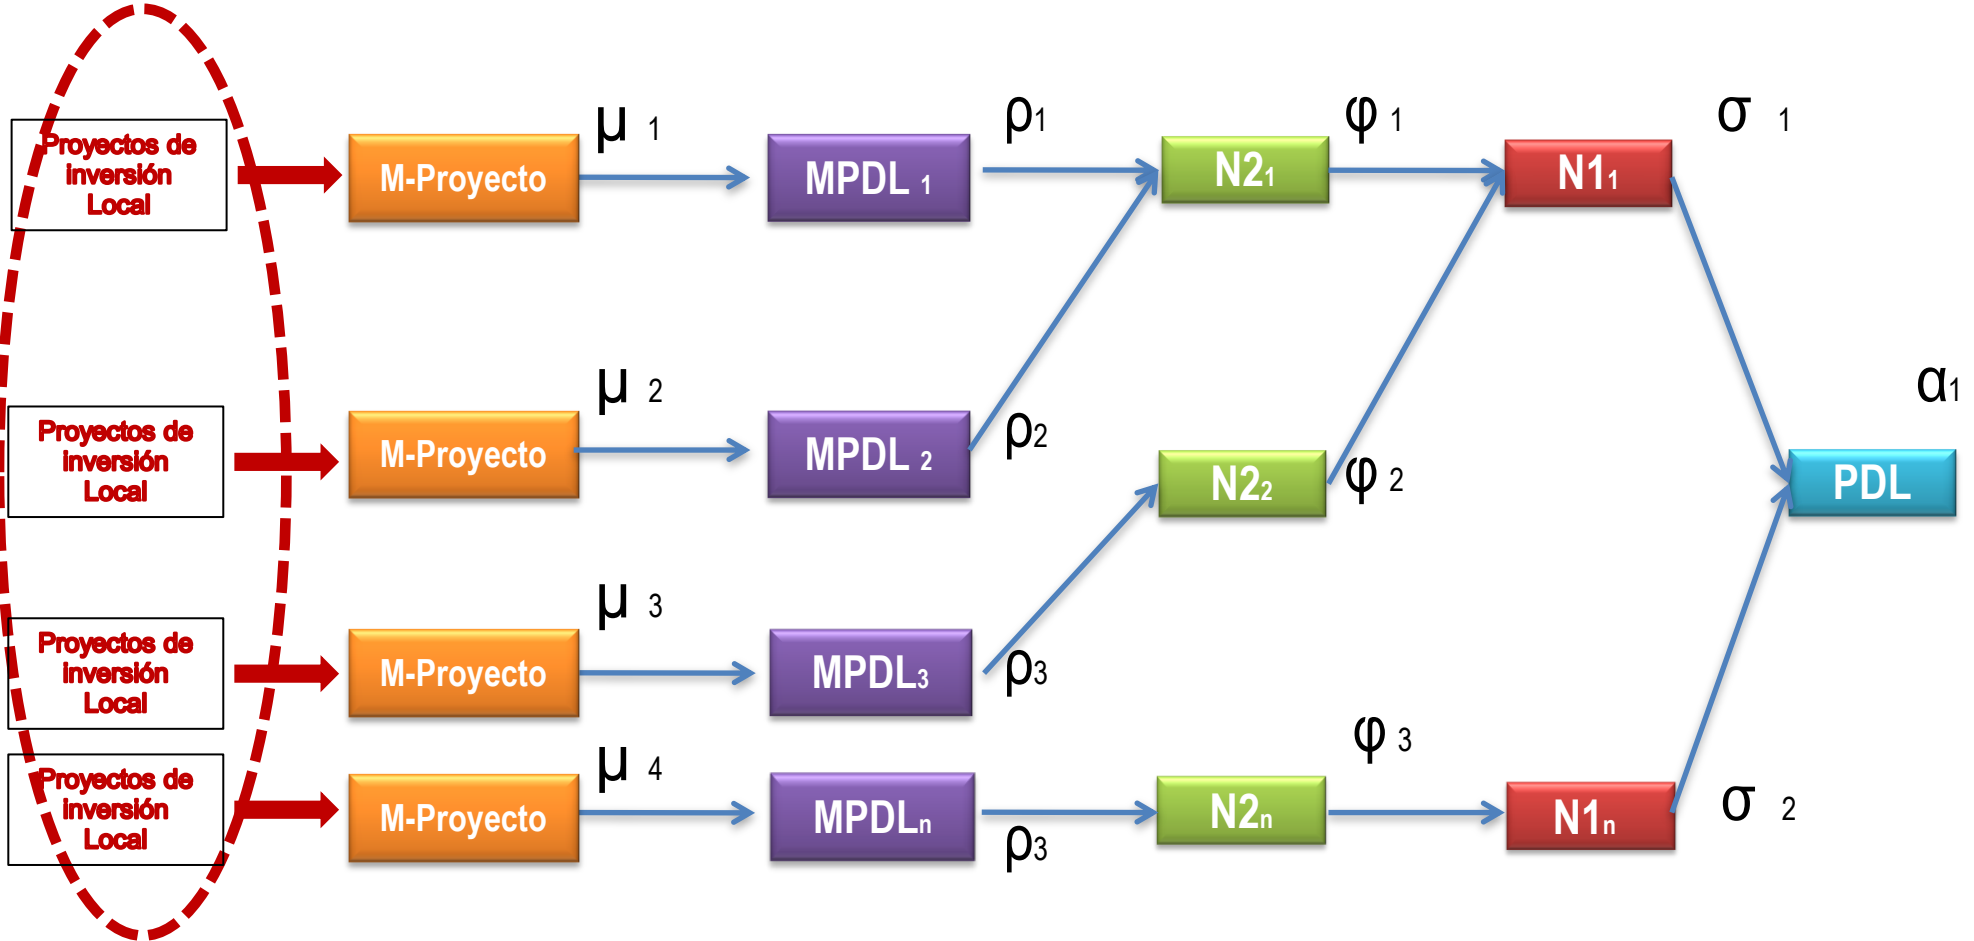 Proyectos de
inversión
Local
M-Proyecto
μ 1
MPDL 1
ρ1
N21
φ 1
N11
σ 1
Proyectos de
inversión
Local
M-Proyecto
μ 2
MPDL 2
ρ2
N22
φ 2
α1
PDL
Proyectos de
inversión
Local
M-Proyecto
μ 3
MPDL3
ρ3
Proyectos de
inversión
Local
M-Proyecto
μ 4
MPDLn
ρ3
N2n
φ 3
N1n
σ 2